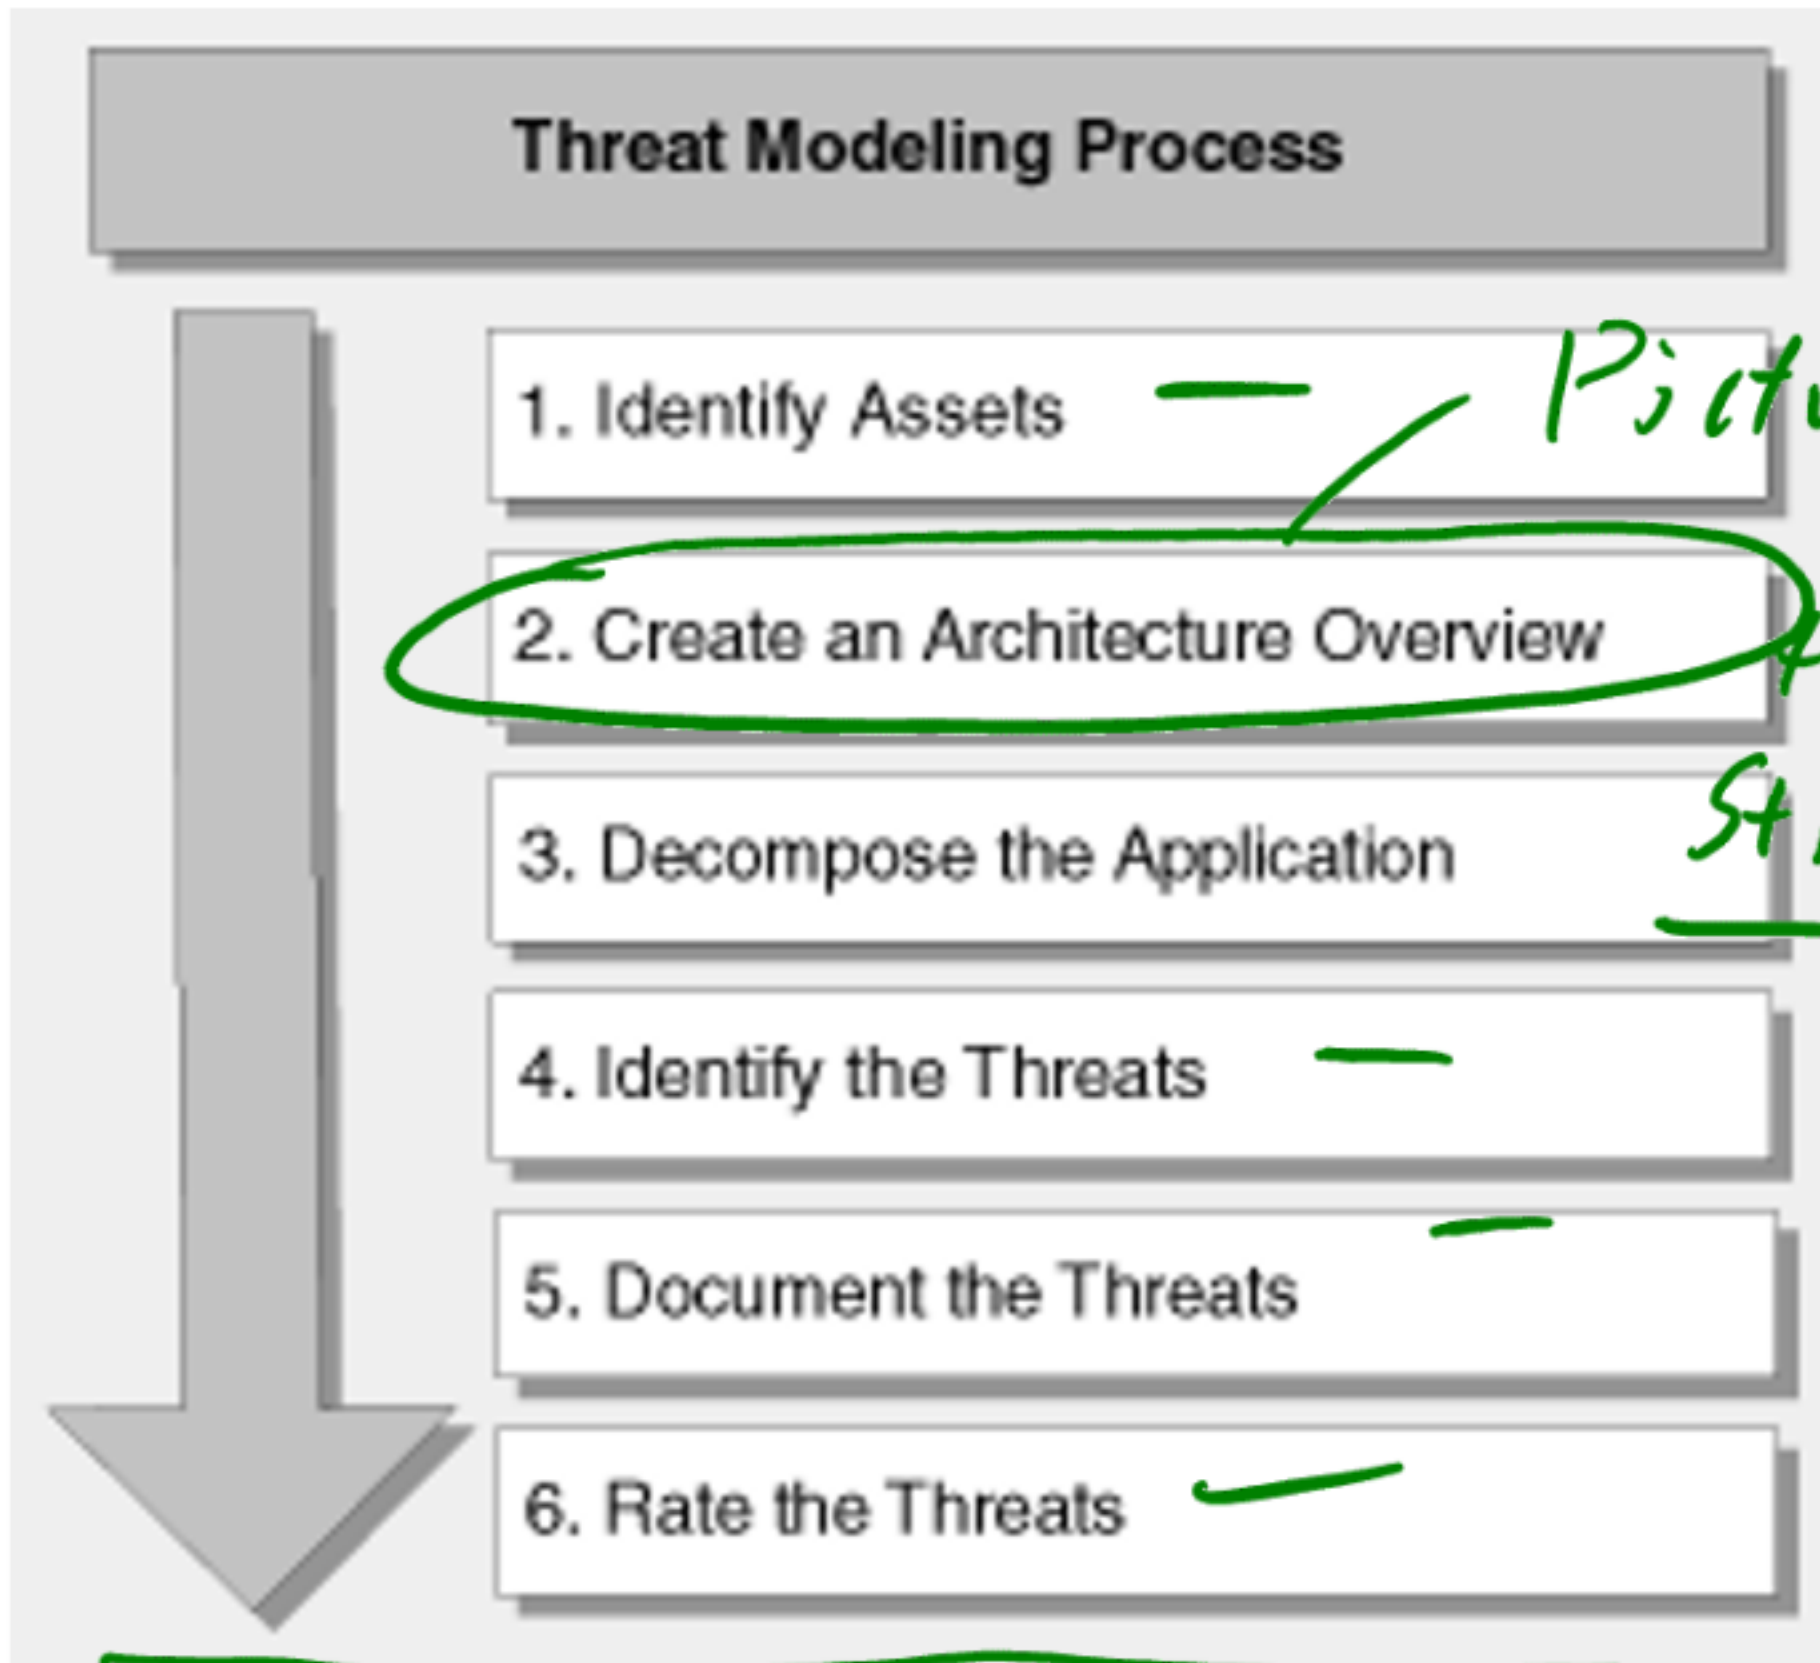 Threat Modeling Process
1. Identify Assets
2. Create an Architecture Overview
3. Decompose the Application
4. Identify the Threats
5. Document the Threats
6. Rate the Threats